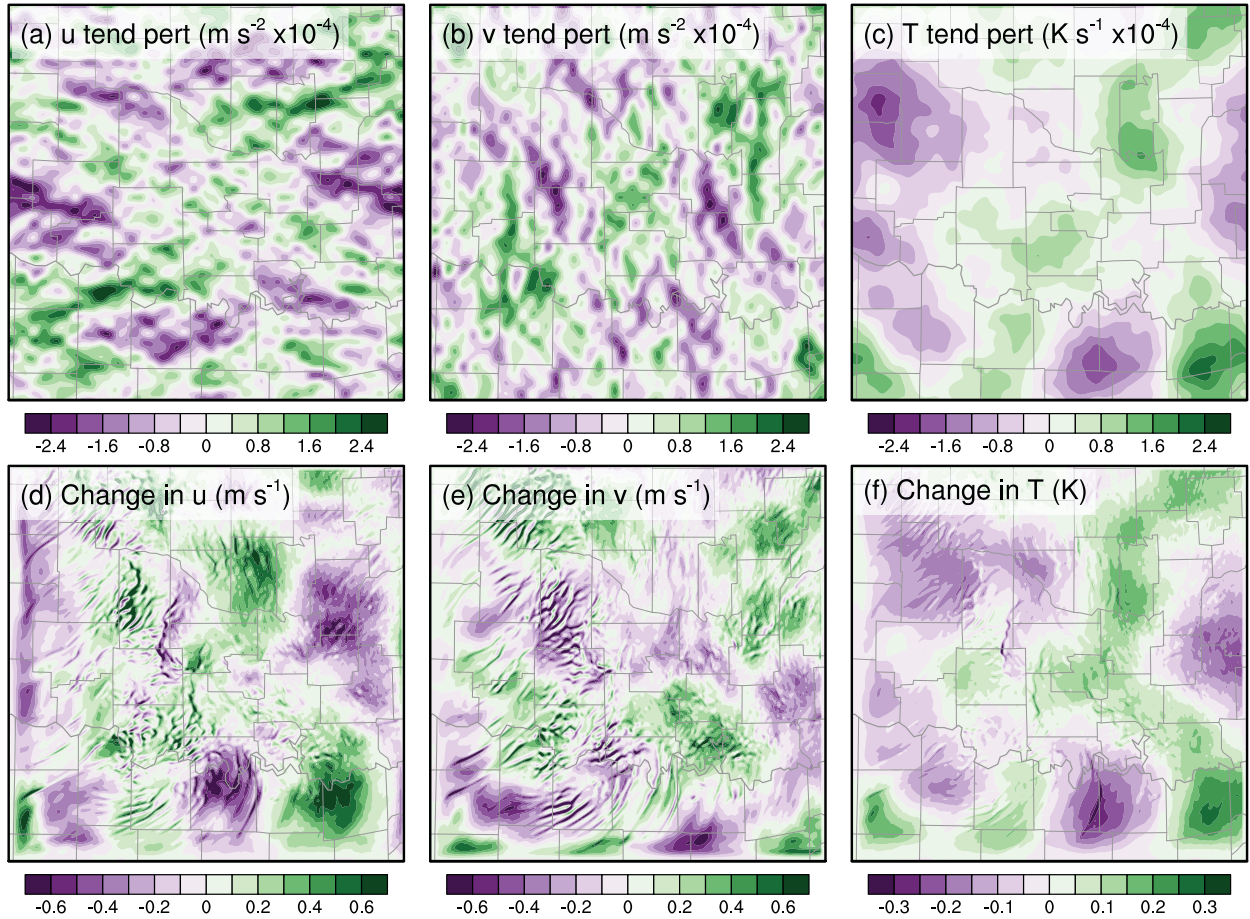 (a) u tend pert (m s⁻² x10⁻⁴)
(b) v tend pert (m s⁻² x10⁻⁴)
(c) T tend pert (K s⁻¹ x10⁻⁴)
-2.4 -1.6 -0.8 0 0.8 1.6 2.4
-2.4 -1.6 -0.8 0 0.8 1.6 2.4
-2.4 -1.6 -0.8 0 0.8 1.6 2.4
(d) Change in u (m s⁻¹)
(e) Change in v (m s⁻¹)
(f) Change in T (K)
-0.6 -0.4 -0.2 0 0.2 0.4 0.6
-0.6 -0.4 -0.2 0 0.2 0.4 0.6
-0.3 -0.2 -0.1 0 0.1 0.2 0.3